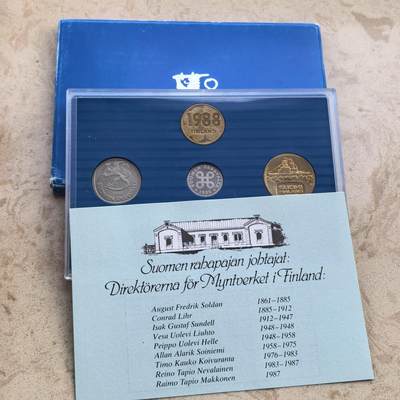 1988
FINLAND
Suomen rahapajan johtajat:
Direktörerna för Myntverket i Finland:
August Fredrik Soldan 1861–1885
Conrad Lihr 1885–1912
Isak Gustaf Sundell 1912–1947
Vesa Uolevi Liuhto 1948–1948
Peippo Uolevi Helle 1948–1958
Allan Alarik Soiniemi 1958–1975
Timo Kauko Koivuranta 1976–1983
Reino Tapio Nevalainen 1983–1987
Raimo Tapio Makkonen 1987